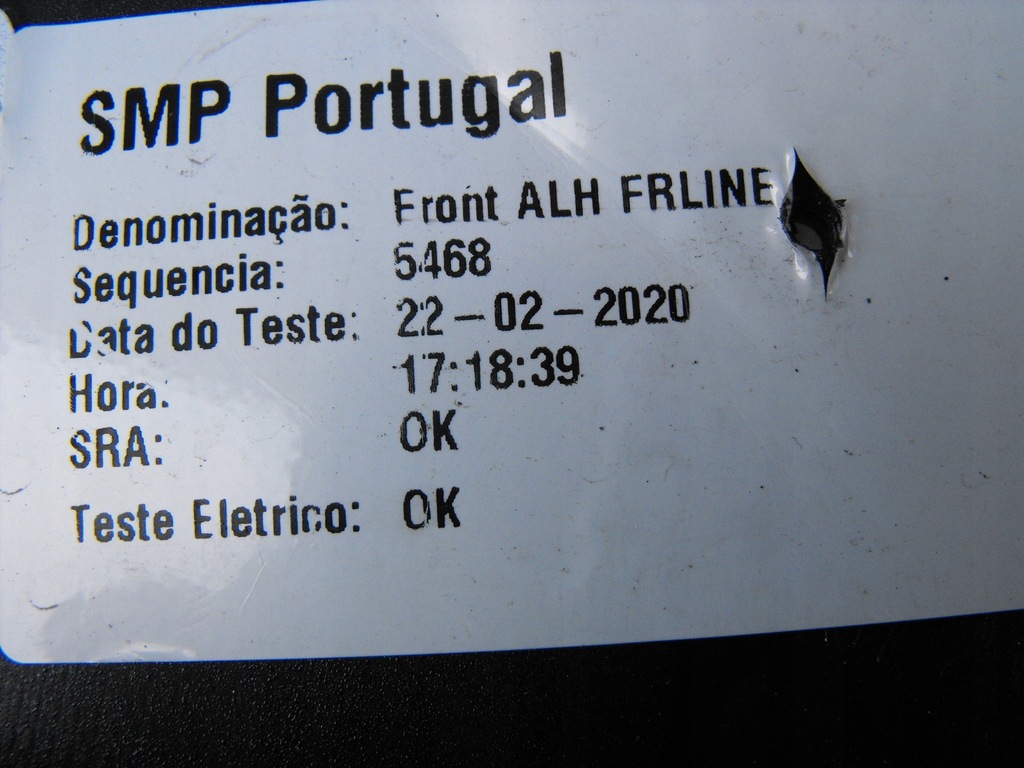 SMP Portugal
Denominação: Front ALH FRLINE
Sequencia: 5468
Data do Teste: 22-02-2020
Hora: 17:18:39
SRA: OK
Teste Eletrico: OK